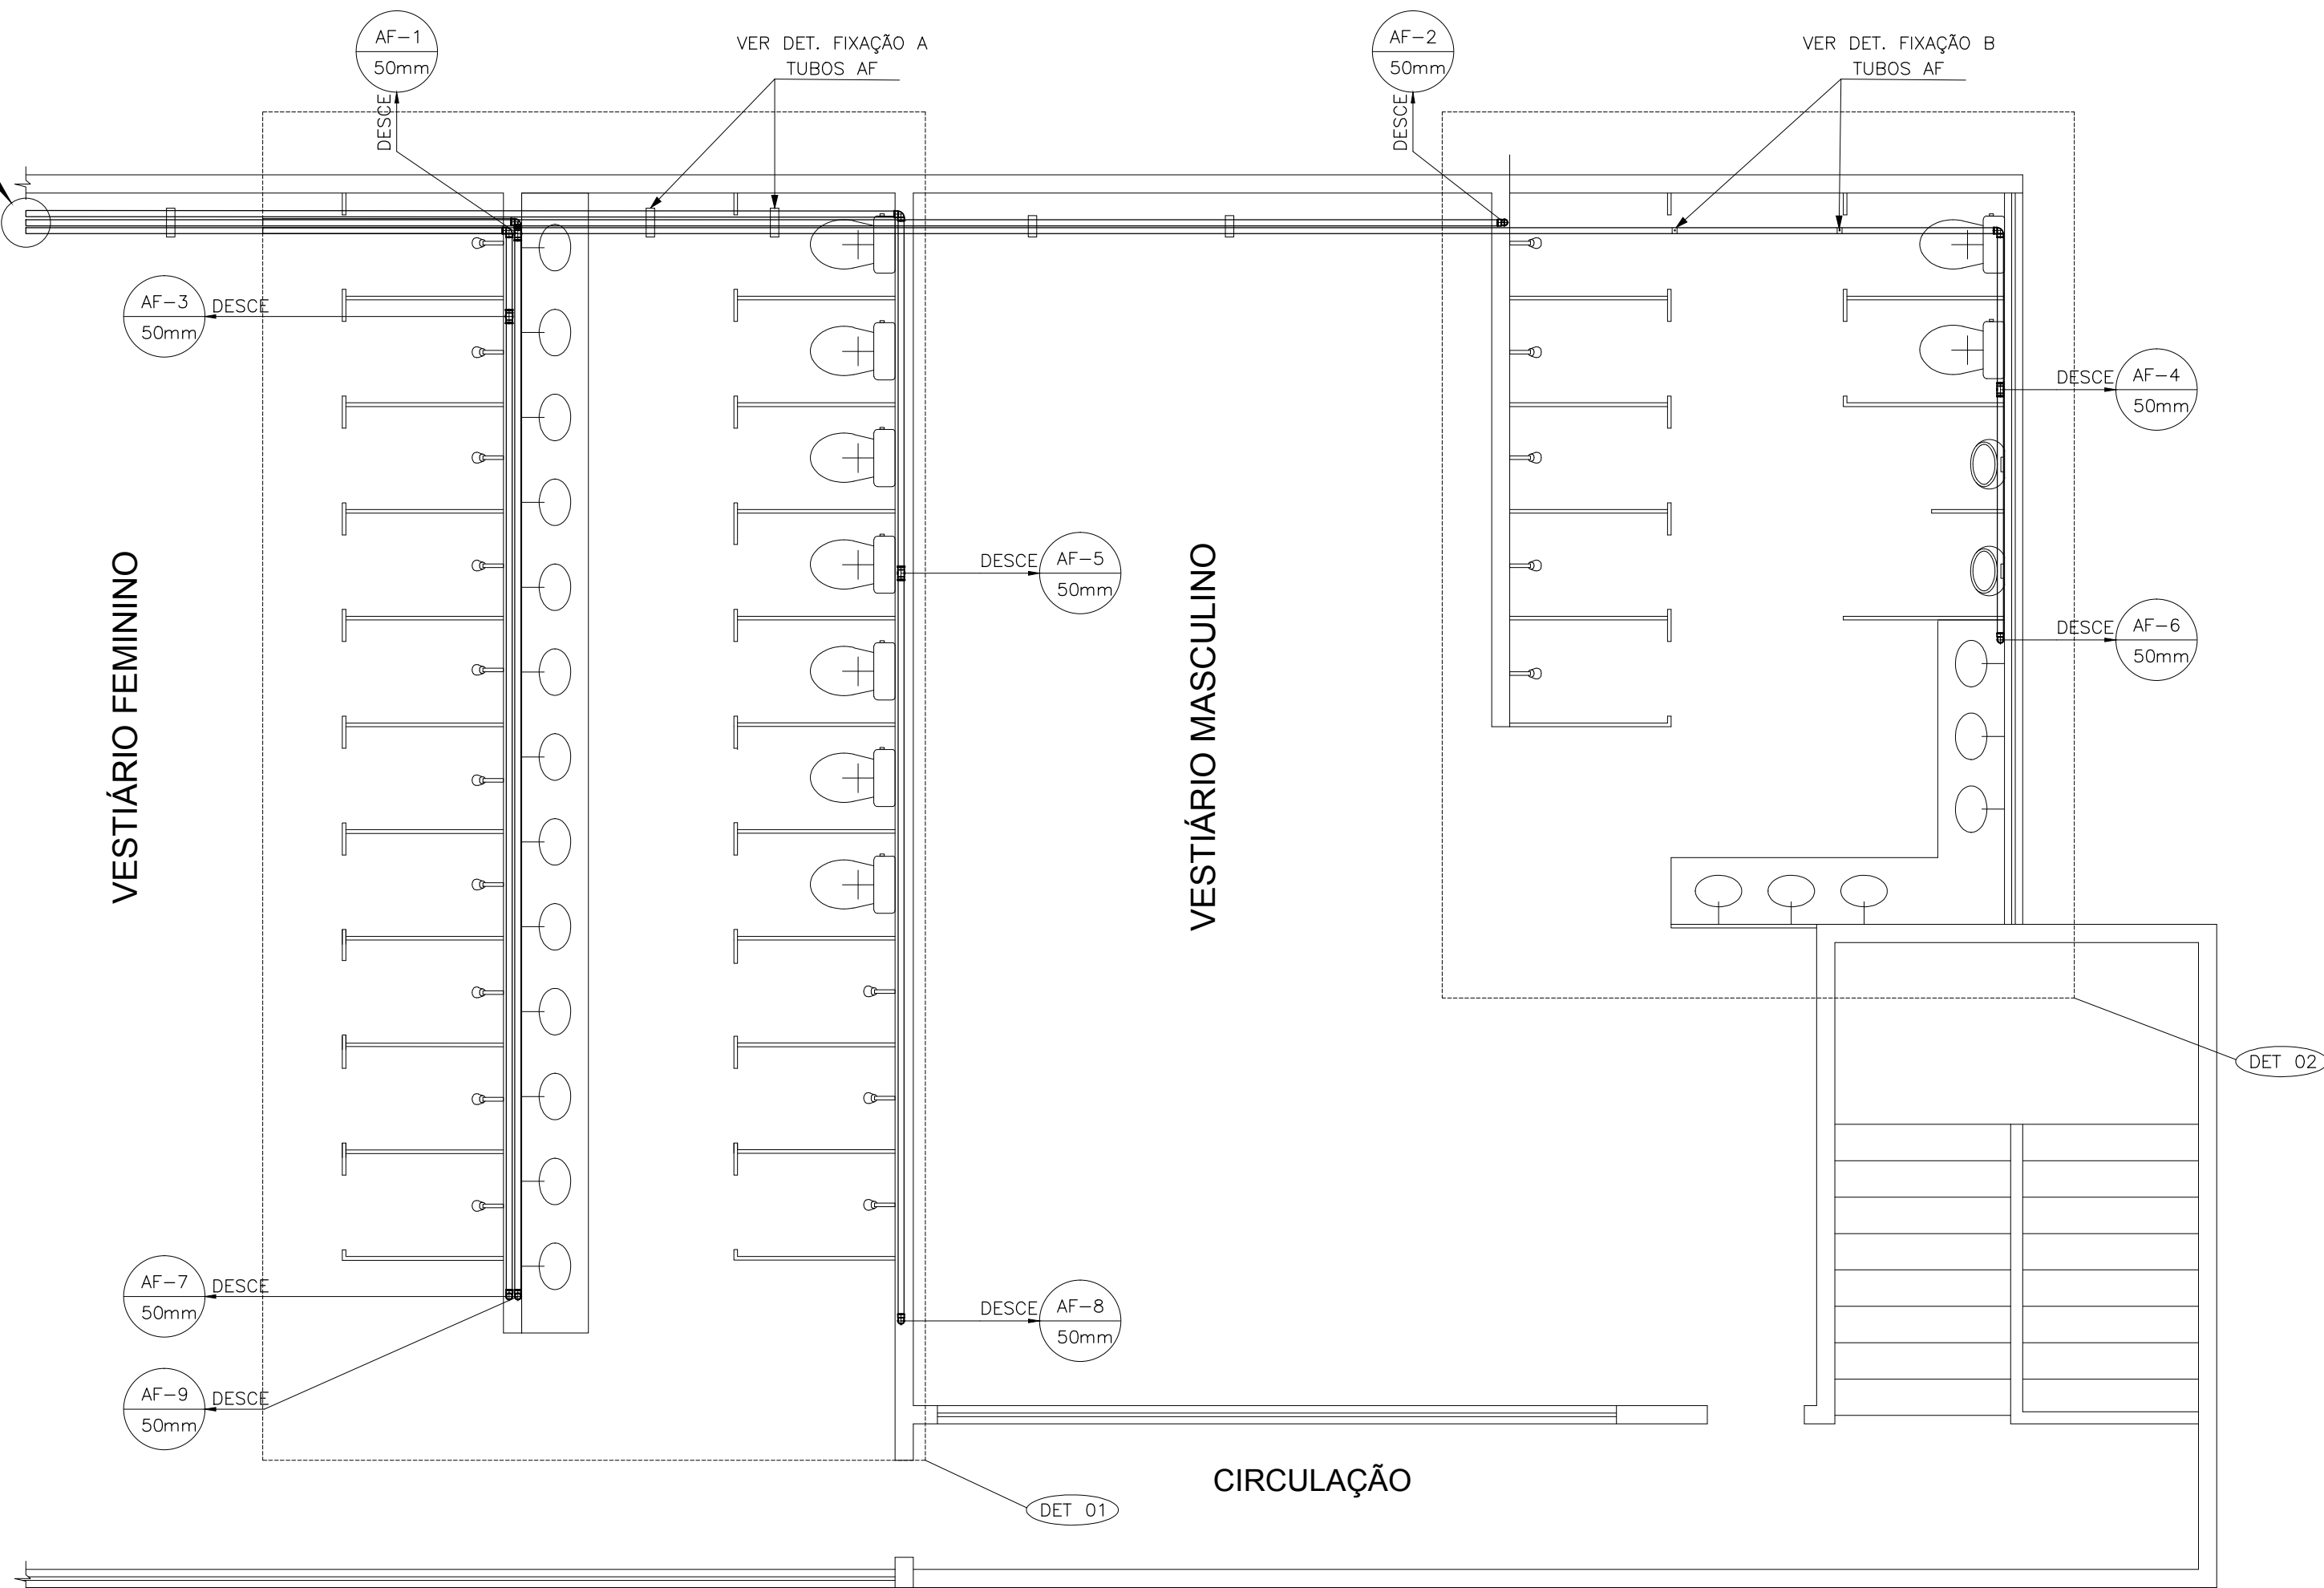 AF-1
50mm
DESCE
VER DET. FIXAÇÃO A
TUBOS AF
AF-2
50mm
DESCE
VER DET. FIXAÇÃO B
TUBOS AF
AF-3
50mm
DESCE
DESCE
AF-4
50mm
VESTIÁRIO FEMININO
DESCE
AF-5
50mm
VESTIÁRIO MASCULINO
DESCE
AF-6
50mm
DET 02
AF-7
50mm
DESCE
DESCE
AF-8
50mm
AF-9
50mm
DESCE
CIRCULAÇÃO
DET 01